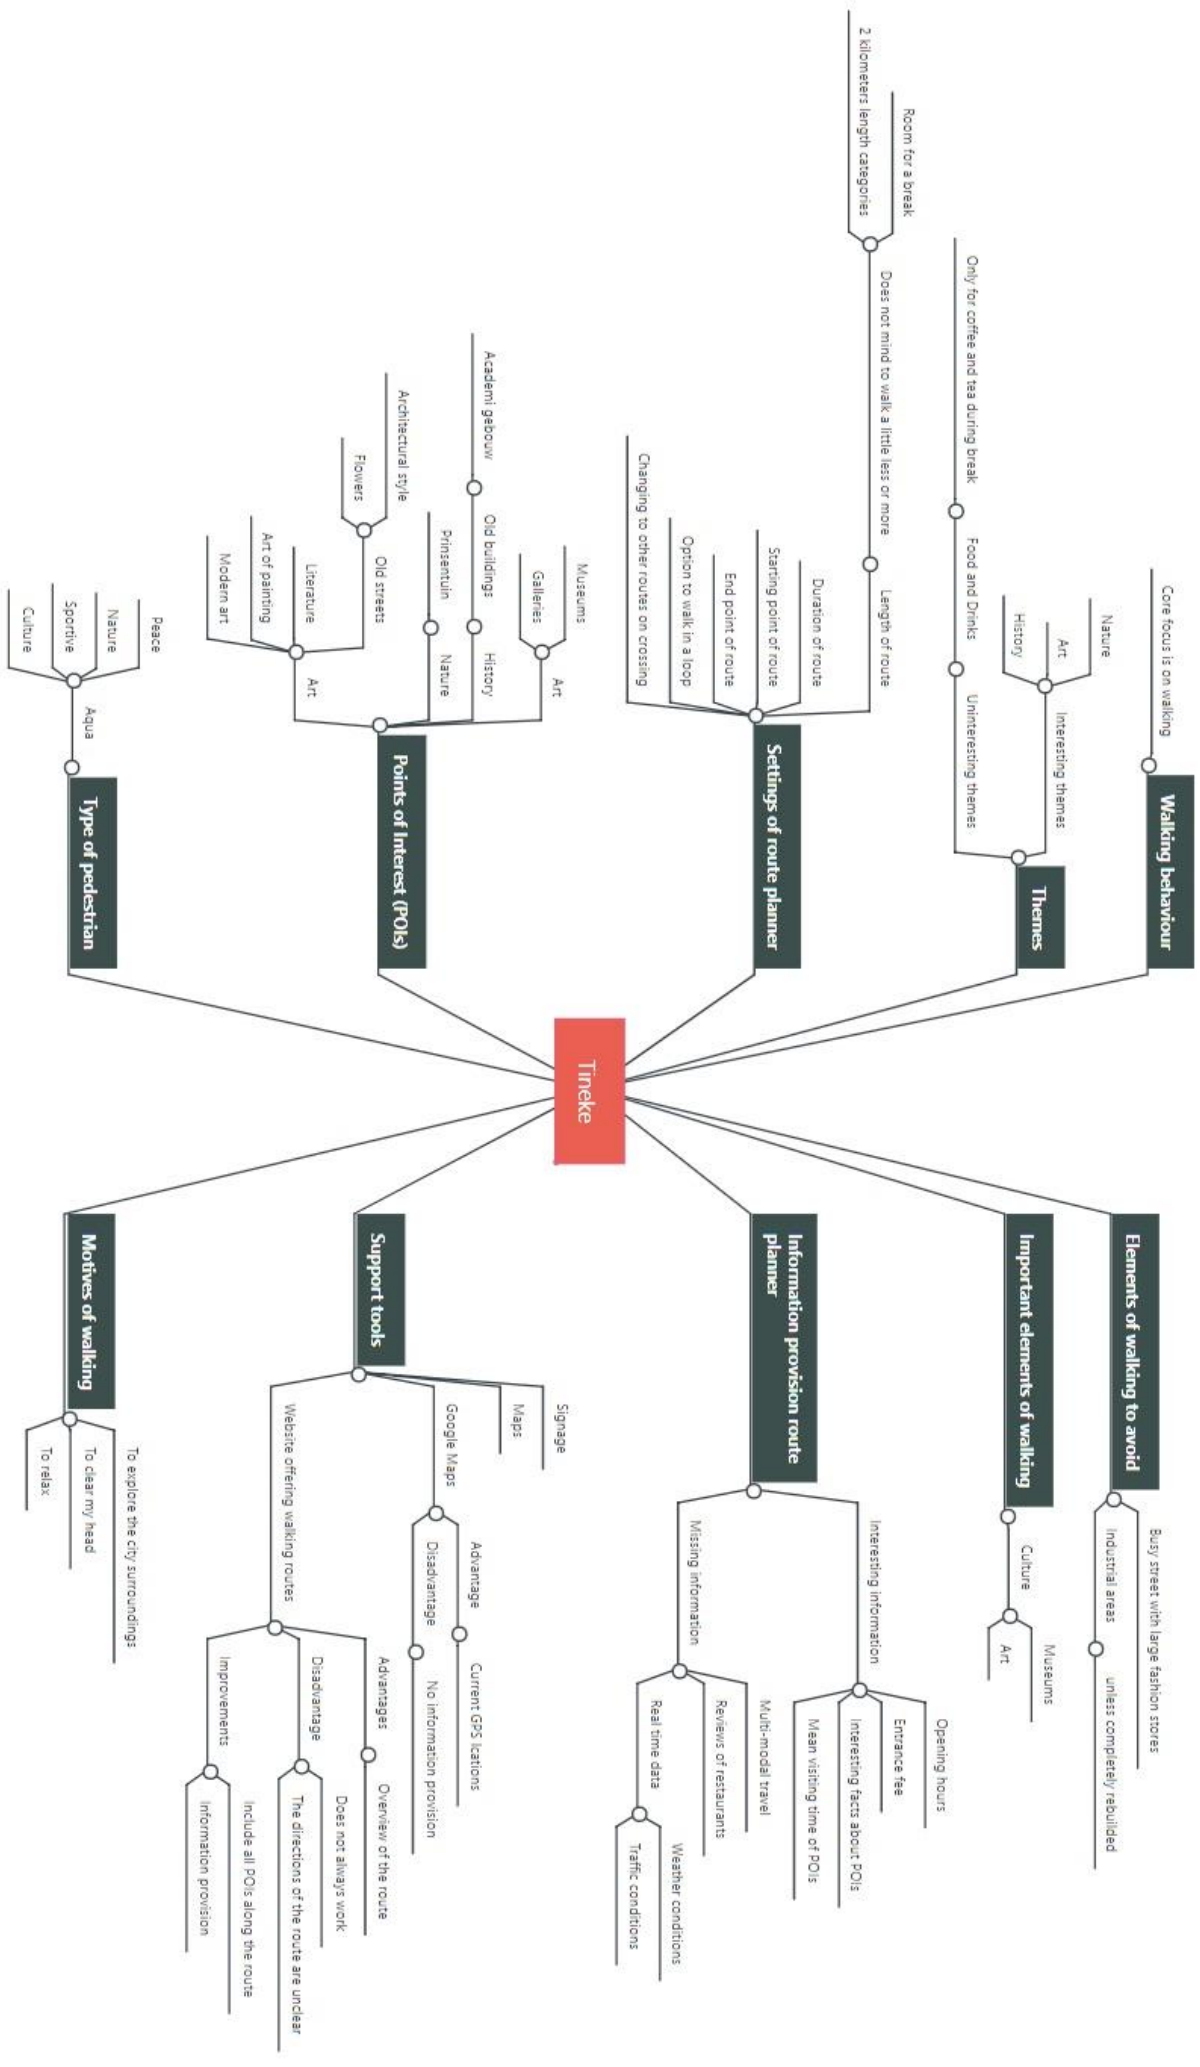 Tineke
Walking behaviour
Core focus is on walking
Themes
Interesting themes
Nature
Art
History
Uninteresting themes
Food and Drinks
Only for coffee and tea during break
Settings of route planner
Length of route
Does not mind to walk a little less or more
Room for a break
2 kilometers length categories
Duration of route
Starting point of route
End point of route
Option to walk in a loop
Changing to other routes on crossing
Points of Interest (POIs)
Art
Museums
Galleries
History
Old buildings
Academi gebouw
Nature
Prinsentuin
Art
Old streets
Architectural style
Flowers
Literature
Art of painting
Modern art
Type of pedestrian
Aqua
Peace
Nature
Sportive
Culture
Elements of walking to avoid
Busy street with large fashion stores
Industrial areas
unless completely rebuilded
Important elements of walking
Culture
Museums
Art
Information provision route
planner
Interesting information
Opening hours
Entrance fee
Interesting facts about POIs
Mean visiting time of POIs
Missing information
Multi-modal travel
Reviews of restaurants
Real time data
Weather conditions
Traffic conditions
Support tools
Signage
Maps
Google Maps
Advantage
Current GPS lcations
Disadvantage
No information provision
Website offering walking routes
Advantages
Overview of the route
Disadvantage
Does not always work
The directions of the route are unclear
Improvements
Include all POIs along the route
Information provision
Motives of walking
To explore the city surroundings
To clear my head
To relax